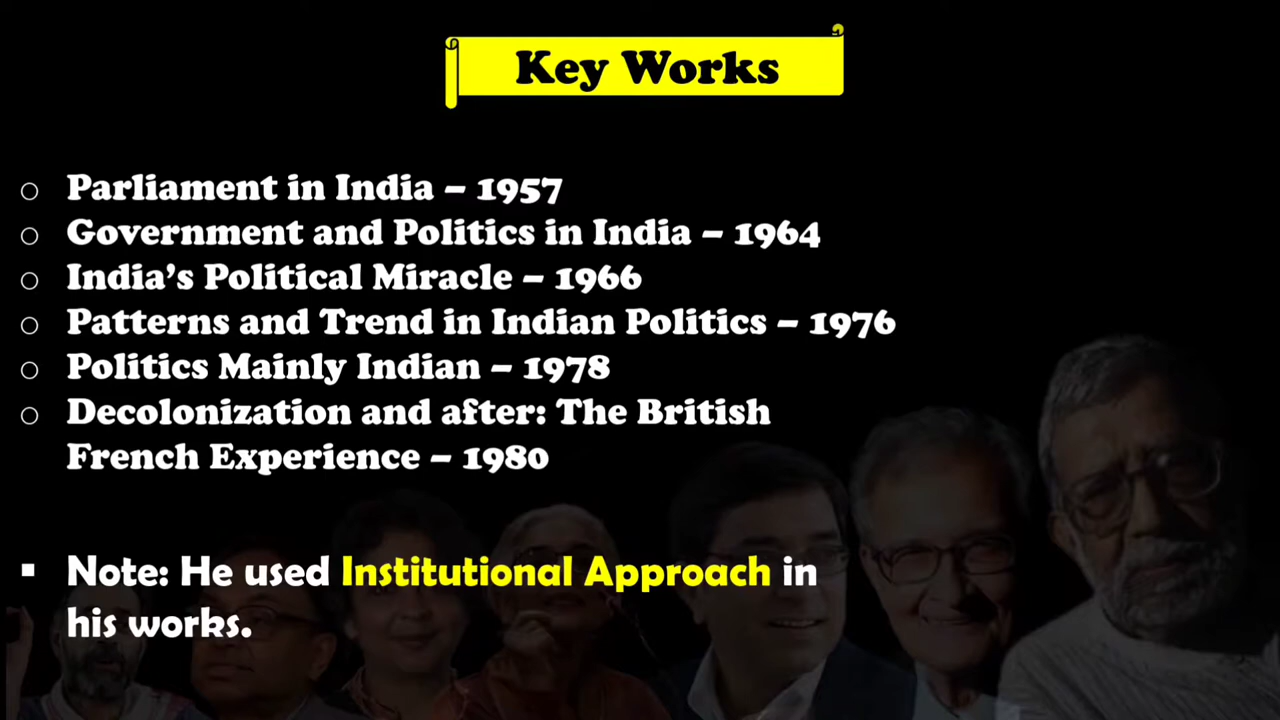 Key Works
○ Parliament in India – 1957
○ Government and Politics in India – 1964
○ India's Political Miracle – 1966
○ Patterns and Trend in Indian Politics – 1976
○ Politics Mainly Indian – 1978
○ Decolonization and after: The British
French Experience – 1980
▪ Note: He used Institutional Approach in
his works.